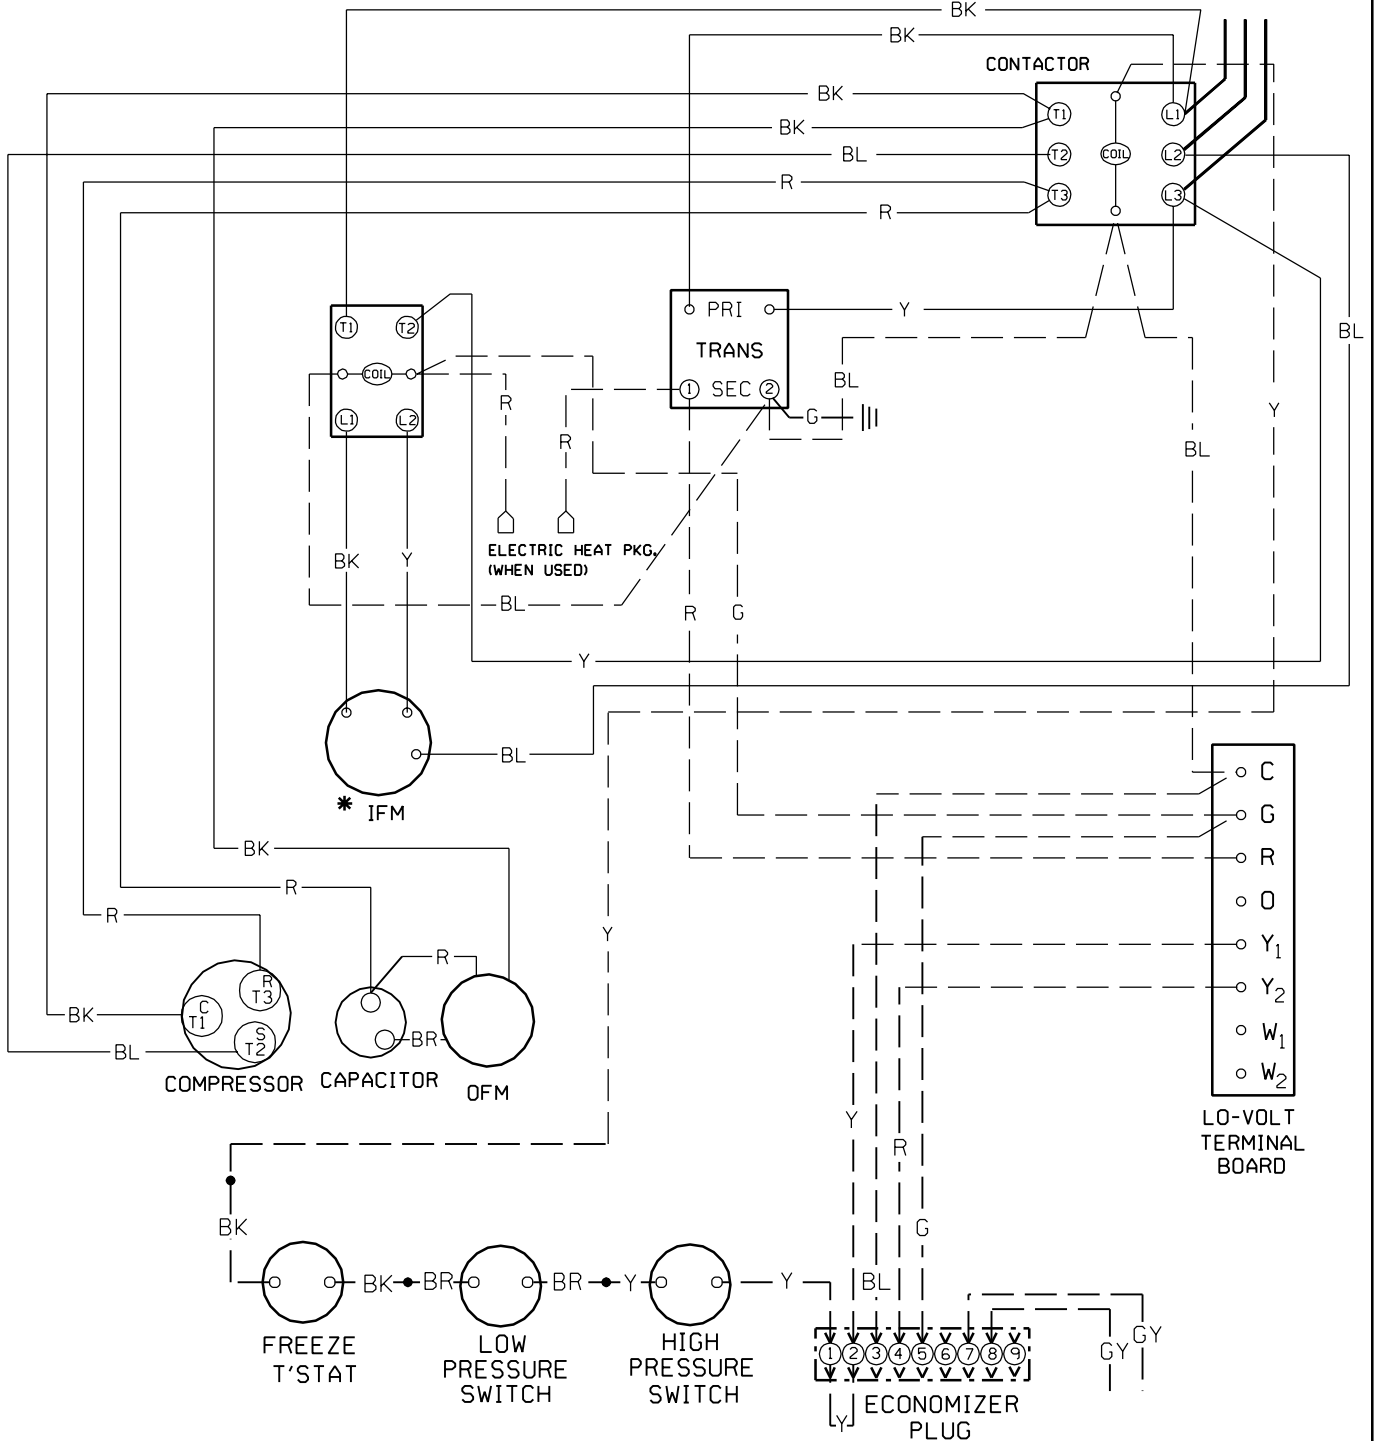 BK
BK
CONTACTOR
BK
T1
L1
BK
BL
T2
COIL
L2
R
T3
L3
R
T1
T2
PRI
Y
BL
TRANS
COIL
BL
R
1
SEC
2
Y
L1
L2
G
R
BL
ELECTRIC HEAT PKG.
(WHEN USED)
BK
Y
BL
R
G
Y
BL
C
* IFM
G
BK
R
R
R
O
Y
Y1
R
Y2
R
T3
C
T1
BK
S
T2
BL
BR
W1
W2
COMPRESSOR
CAPACITOR
OFM
Y
LO-VOLT
TERMINAL
BOARD
R
BK
G
BK
BR
BR
Y
Y
BL
FREEZE
T'STAT
LOW
PRESSURE
SWITCH
HIGH
PRESSURE
SWITCH
GY
GY
1 2 3 4 5 6 7 8 9
Y
ECONOMIZER
PLUG